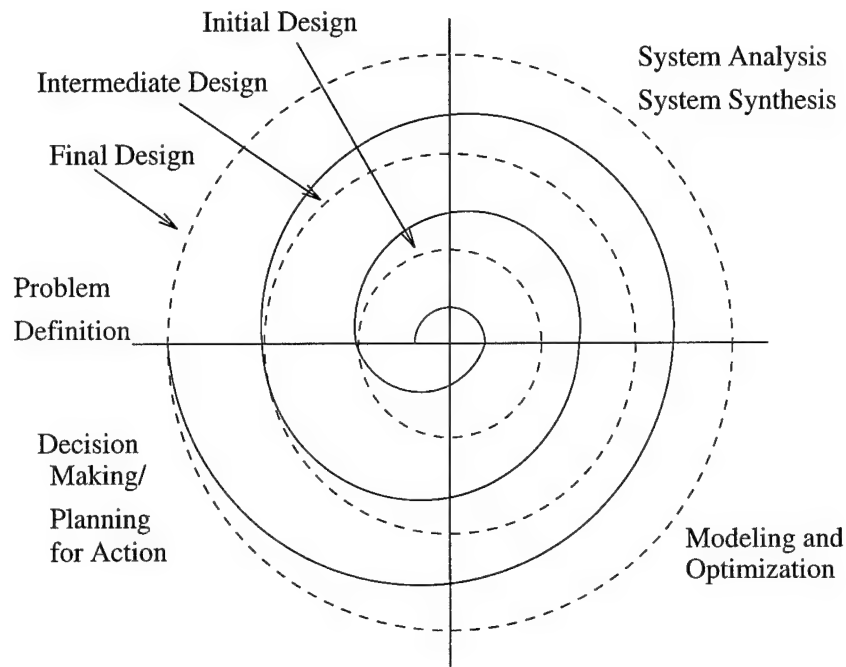 Initial Design
Intermediate Design
Final Design
System Analysis
System Synthesis
Problem
Definition
Decision
Making/
Planning
for Action
Modeling and
Optimization